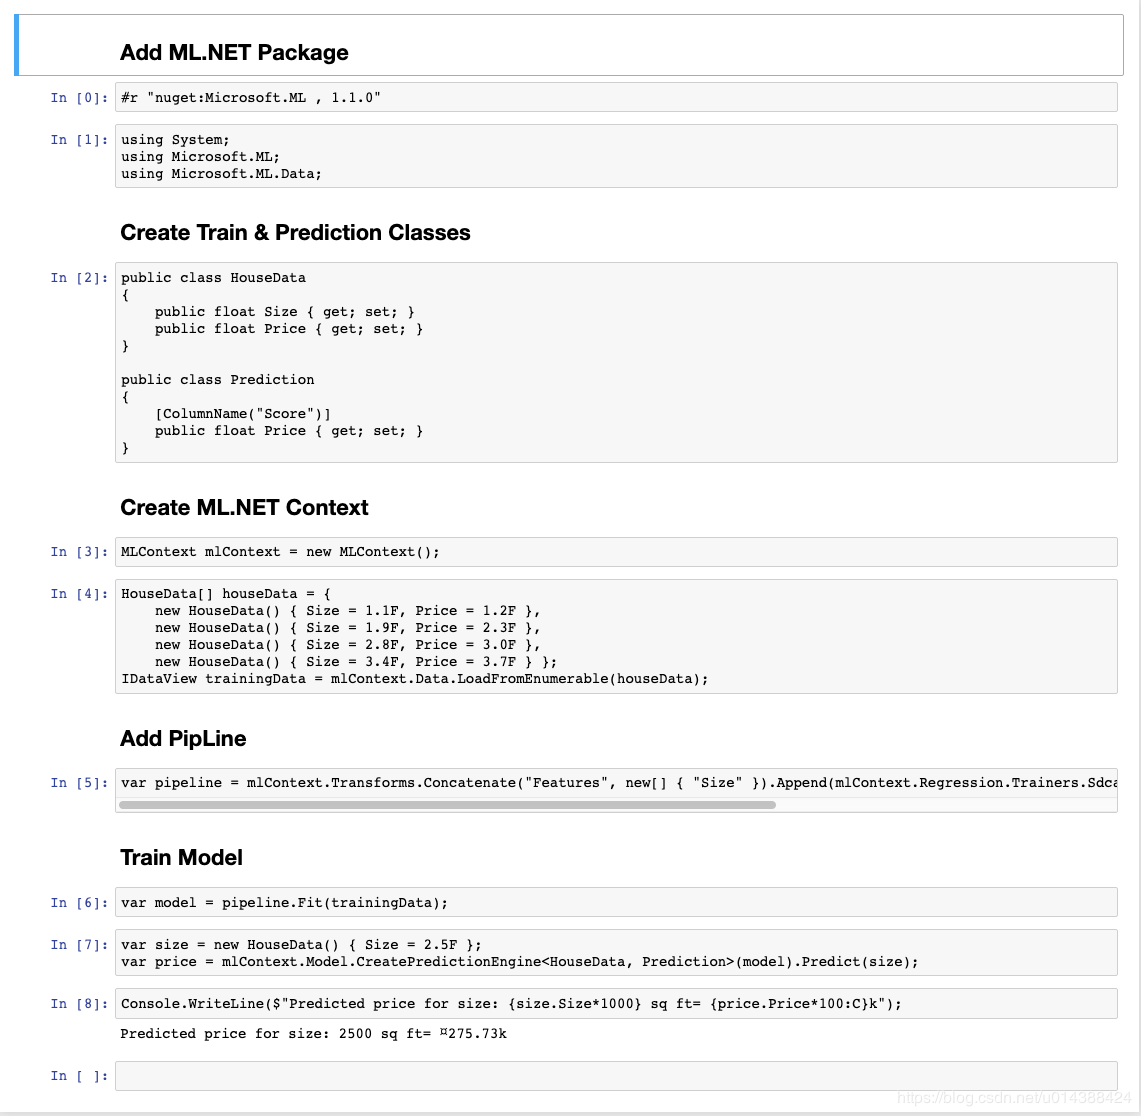 Add ML.NET Package
In [0]: #r "nuget:Microsoft.ML , 1.1.0"
In [1]: using System;
using Microsoft.ML;
using Microsoft.ML.Data;
Create Train & Prediction Classes
In [2]: public class HouseData
{
    public float Size { get; set; }
    public float Price { get; set; }
}
public class Prediction
{
    [ColumnName("Score")]
    public float Price { get; set; }
}
Create ML.NET Context
In [3]: MLContext mlContext = new MLContext();
In [4]: HouseData[] houseData = {
    new HouseData() { Size = 1.1F, Price = 1.2F },
    new HouseData() { Size = 1.9F, Price = 2.3F },
    new HouseData() { Size = 2.8F, Price = 3.0F },
    new HouseData() { Size = 3.4F, Price = 3.7F } };
IDataView trainingData = mlContext.Data.LoadFromEnumerable(houseData);
Add PipLine
In [5]: var pipeline = mlContext.Transforms.Concatenate("Features", new[] { "Size" }).Append(mlContext.Regression.Trainers.Sdca
Train Model
In [6]: var model = pipeline.Fit(trainingData);
In [7]: var size = new HouseData() { Size = 2.5F };
var price = mlContext.Model.CreatePredictionEngine<HouseData, Prediction>(model).Predict(size);
In [8]: Console.WriteLine($"Predicted price for size: {size.Size*1000} sq ft= {price.Price*100:C}k");
Predicted price for size: 2500 sq ft= ¤275.73k
In [ ]:
https://blog.csdn.net/u014388424